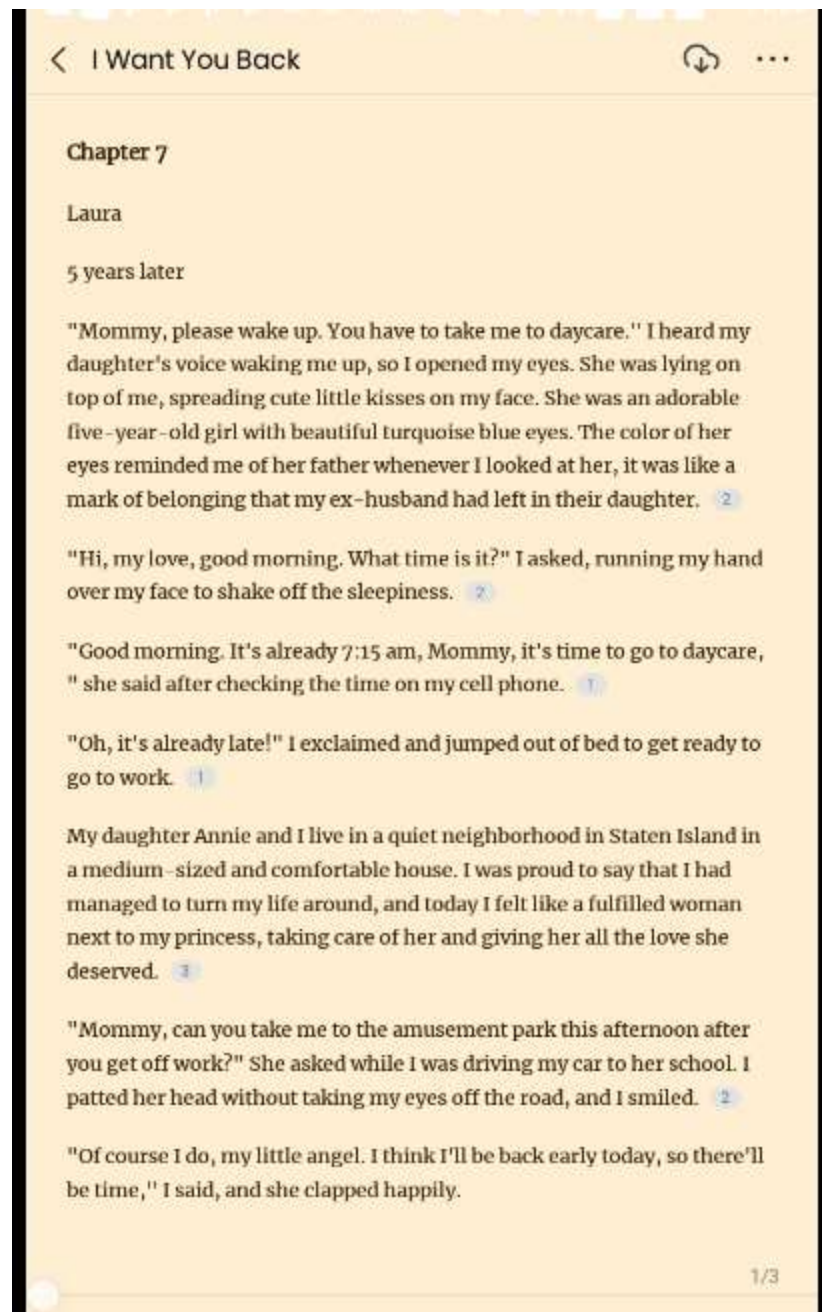 I Want You Back
Chapter 7
Laura
5 years later
"Mommy, please wake up. You have to take me to daycare.'' I heard my
daughter's voice waking me up, so I opened my eyes. She was lying on
top of me, spreading cute little kisses on my face. She was an adorable
five-year-old girl with beautiful turquoise blue eyes. The color of her
eyes reminded me of her father whenever I looked at her, it was like a
mark of belonging that my ex-husband had left in their daughter. 2
"Hi, my love, good morning. What time is it?" I asked, running my hand
over my face to shake off the sleepiness. 2
"Good morning. It's already 7:15 am, Mommy, it's time to go to daycare,
" she said after checking the time on my cell phone. 1
"Oh, it's already late!" I exclaimed and jumped out of bed to get ready to
go to work. 1
My daughter Annie and I live in a quiet neighborhood in Staten Island in
a medium-sized and comfortable house. I was proud to say that I had
managed to turn my life around, and today I felt like a fulfilled woman
next to my princess, taking care of her and giving her all the love she
deserved. 3
"Mommy, can you take me to the amusement park this afternoon after
you get off work?" She asked while I was driving my car to her school. I
patted her head without taking my eyes off the road, and I smiled. 2
"Of course I do, my little angel. I think I'll be back early today, so there'll
be time,'' I said, and she clapped happily.
1/3